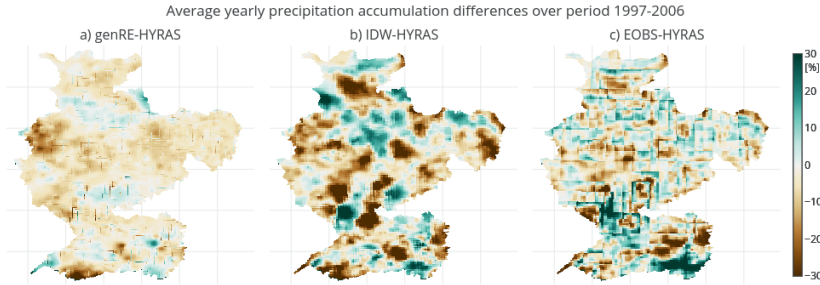 Average yearly precipitation accumulation differences over period 1997-2006
a) genRE-HYRAS
b) IDW-HYRAS
c) EOBS-HYRAS
30
[%]
20
10
0
−10
−20
−30